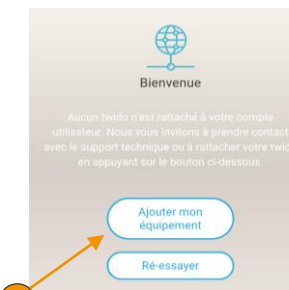 Bienvenue
Aucun twido n'est rattaché à votre compte
utilisateur. Nous vous invitons à prendre contact
avec le support technique ou à rattacher votre twid
en appuyant sur le bouton ci-dessous.
Ajouter mon
équipement
Ré-essayer